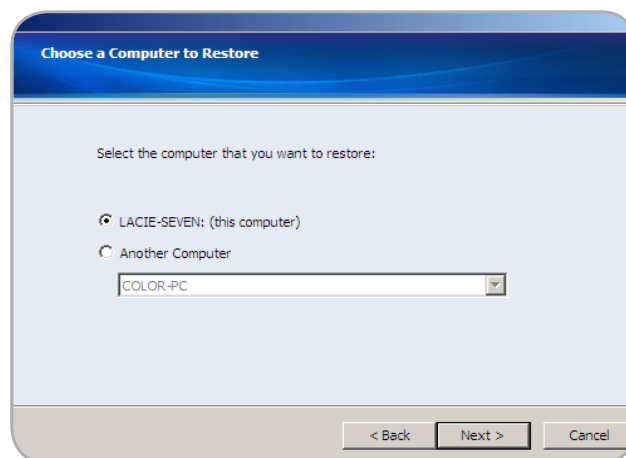 Choose a Computer to Restore
Select the computer that you want to restore:
LACIE-SEVEN: (this computer)
Another Computer
COLOR-PC
< Back Next > Cancel